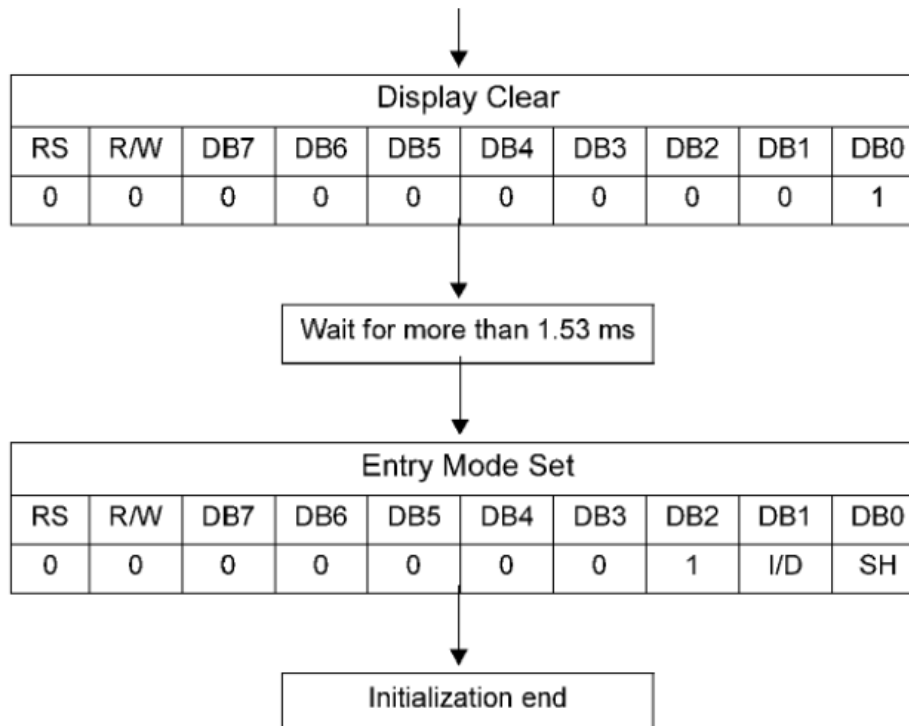 Display Clear
RS R/W DB7 DB6 DB5 DB4 DB3 DB2 DB1 DB0
0 0 0 0 0 0 0 0 0 1
Wait for more than 1.53 ms
Entry Mode Set
RS R/W DB7 DB6 DB5 DB4 DB3 DB2 DB1 DB0
0 0 0 0 0 0 0 1 I/D SH
Initialization end